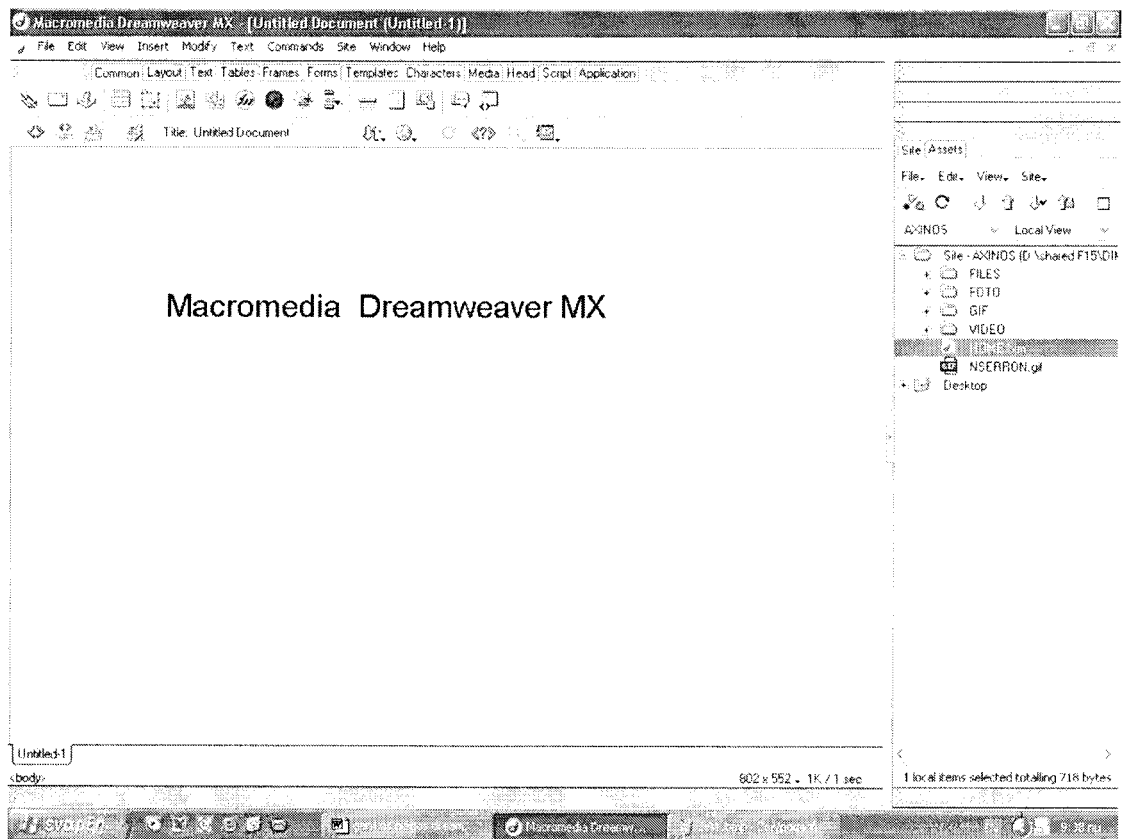 Macromedia Dreamweaver MX - [Untitled Document (Untitled-1)]
File Edit View Insert Modify Text Commands Site Window Help
Common Layout Text Tables Frames Forms Templates Characters Media Head Script Application
Title: Untitled Document
Macromedia Dreamweaver MX
Untitled-1
<body>
802 x 552 1K / 1 sec
Site Assets
File Edit View Site
AXINOS Local View
Site - AXINOS (D:\shared F15\DI
FILES
FOTO
GIF
VIDEO
NSERRON.gif
Desktop
1 local items selected totalling 718 bytes
Macromedia Dreamw...